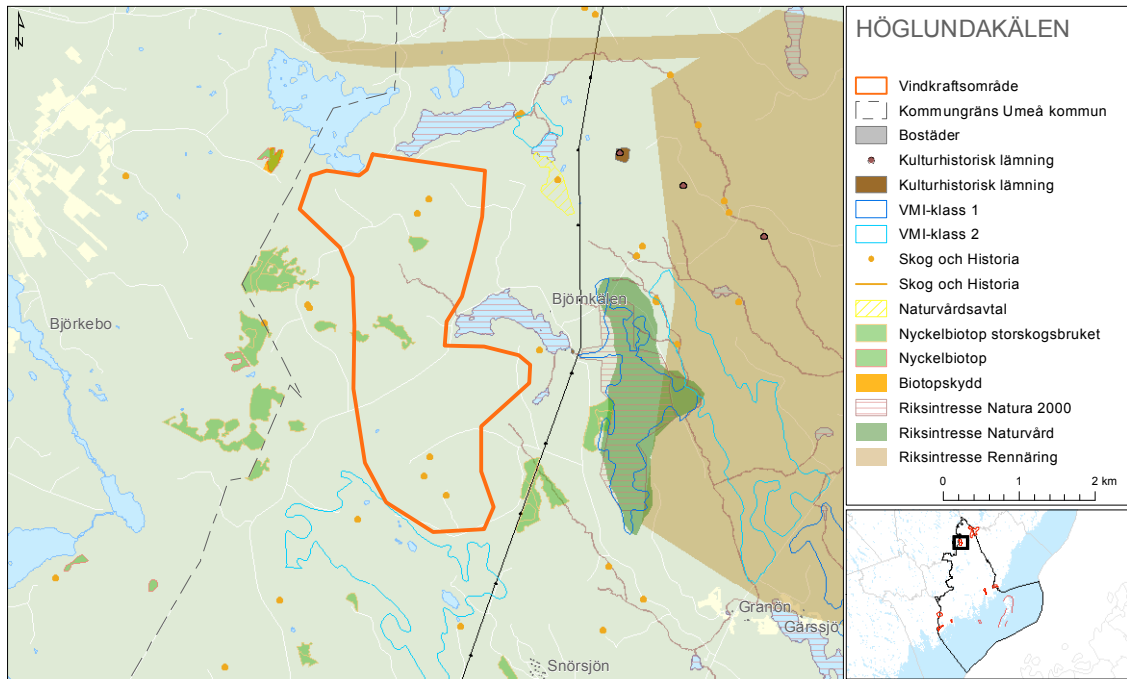 HÖGLUNDAKÄLEN
Vindkraftsområde
Kommungräns Umeå kommun
Bostäder
Kulturhistorisk lämning
Kulturhistorisk lämning
VMI-klass 1
VMI-klass 2
Skog och Historia
Skog och Historia
Naturvårdsavtal
Nyckelbiotop storskogsbruket
Nyckelbiotop
Biotopskydd
Riksintresse Natura 2000
Riksintresse Naturvård
Riksintresse Rennäring
0 1 2 km
N
Björnkälen
Björkebo
Granön
Gärssjö
Snörsjön